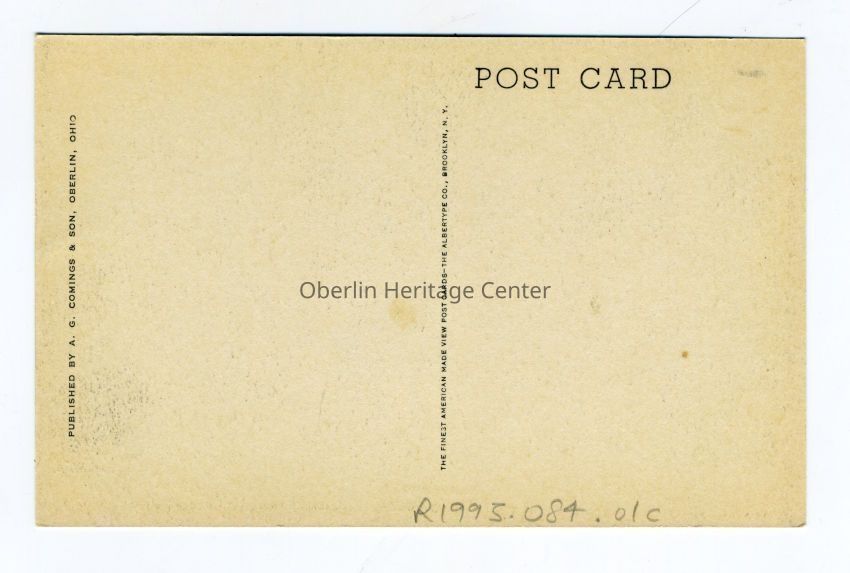 POST CARD
PUBLISHED BY A. G. COMINGS & SON, OBERLIN, OHIO
THE FINEST AMERICAN MADE VIEW POST CARDS—THE ALBERTYPE CO., BROOKLYN, N. Y.
Oberlin Heritage Center
R1993.084.01c